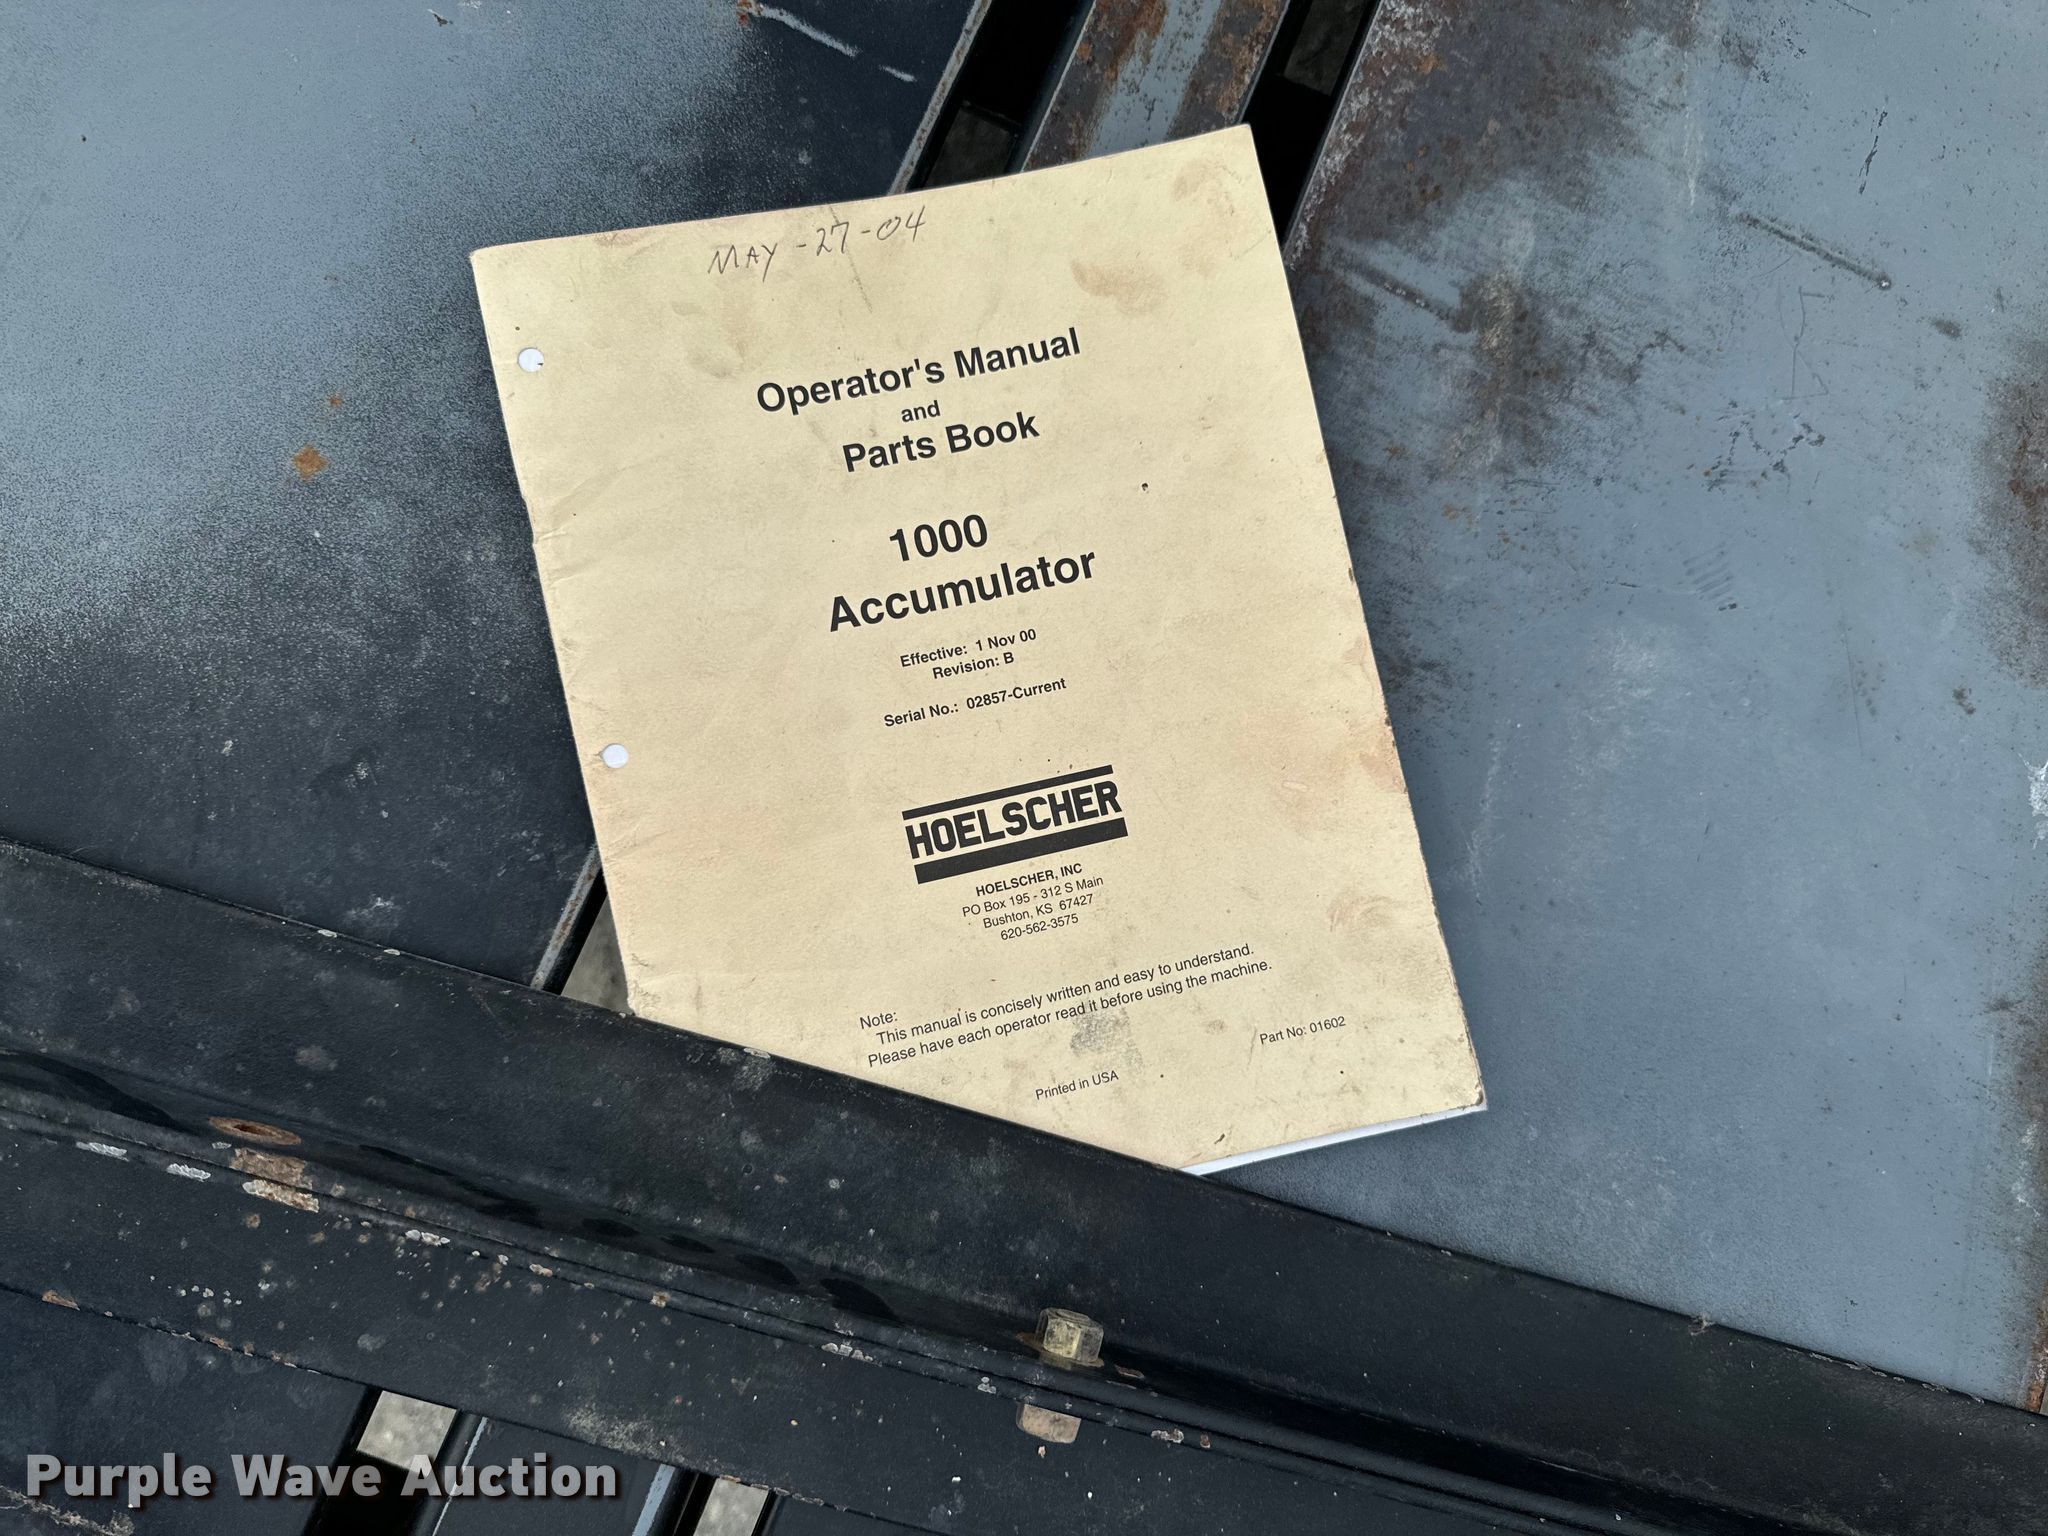 MAY-27-04
Operator's Manual
and
Parts Book
1000
Accumulator
Effective: 1 Nov 00
Revision: B
Serial No.: 02857-Current
HOELSCHER
HOELSCHER, INC
PO Box 195 - 312 S Main
Bushton, KS 67427
620-562-3575
Note:
This manual is concisely written and easy to understand.
Please have each operator read it before using the machine.
Part No: 01602
Printed in USA
Purple Wave Auction